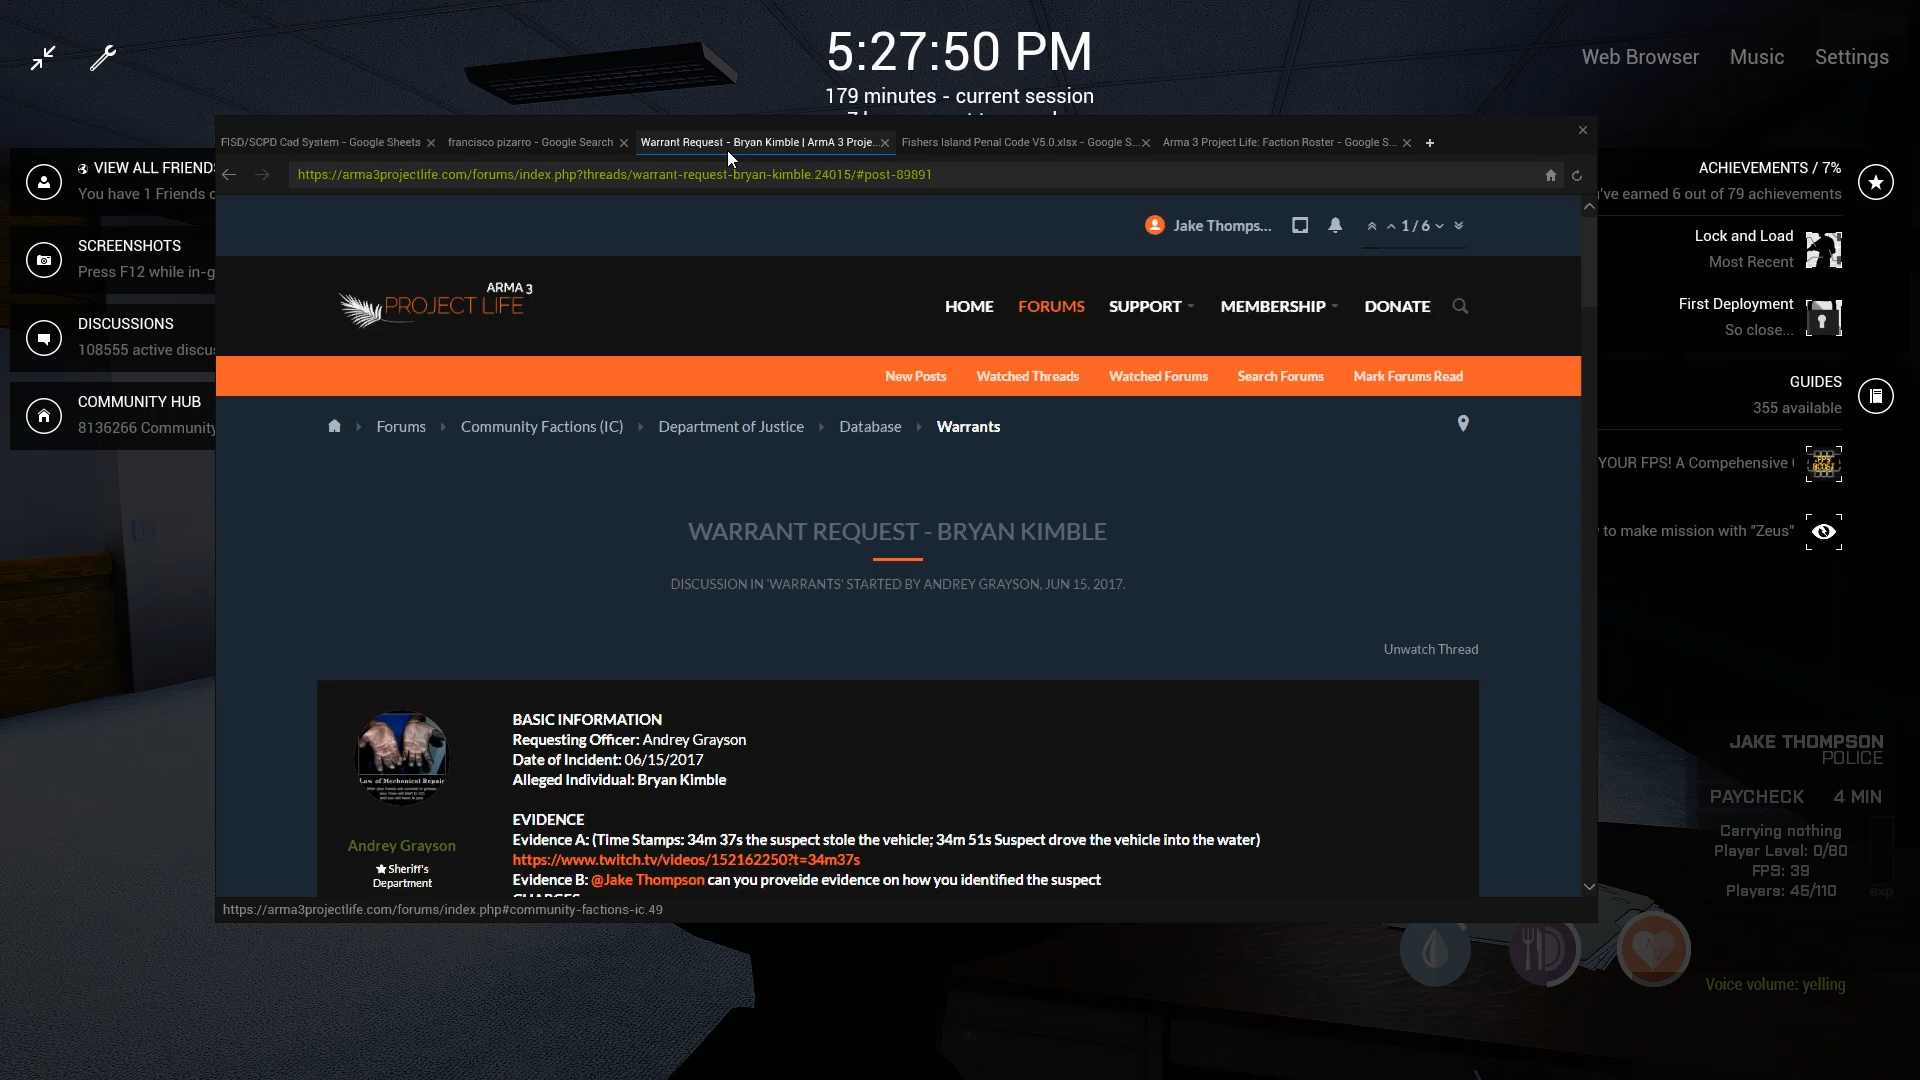 5:27:50 PM
179 minutes - current session
Web Browser
Music
Settings
FISD/SCPD Cad System - Google Sheets
francisco pizarro - Google Search
Warrant Request - Bryan Kimble | ArmA 3 Proje...
Fishers Island Penal Code V5.0.xlsx - Google S...
Arma 3 Project Life: Faction Roster - Google S...
https://arma3projectlife.com/forums/index.php?threads/warrant-request-bryan-kimble.24015/#post-89891
VIEW ALL FRIENDS
You have 1 Friends
SCREENSHOTS
Press F12 while in-g
DISCUSSIONS
108555 active discu
COMMUNITY HUB
8136266 Community
Jake Thomps...
1 / 6
ARMA 3
PROJECT LIFE
HOME
FORUMS
SUPPORT
MEMBERSHIP
DONATE
New Posts
Watched Threads
Watched Forums
Search Forums
Mark Forums Read
Forums
Community Factions (IC)
Department of Justice
Database
Warrants
WARRANT REQUEST - BRYAN KIMBLE
DISCUSSION IN 'WARRANTS' STARTED BY ANDREY GRAYSON, JUN 15, 2017.
Unwatch Thread
Law of Mechanical Repair
Andrey Grayson
Sheriff's
Department
BASIC INFORMATION
Requesting Officer: Andrey Grayson
Date of Incident: 06/15/2017
Alleged Individual: Bryan Kimble
EVIDENCE
Evidence A: (Time Stamps: 34m 37s the suspect stole the vehicle; 34m 51s Suspect drove the vehicle into the water)
https://www.twitch.tv/videos/152162250?t=34m37s
Evidence B: @Jake Thompson can you proveide evidence on how you identified the suspect
https://arma3projectlife.com/forums/index.php#community-factions-ic.49
ACHIEVEMENTS / 7%
've earned 6 out of 79 achievements
Lock and Load
Most Recent
First Deployment
So close...
GUIDES
355 available
YOUR FPS! A Compehensive
to make mission with "Zeus"
JAKE THOMPSON
POLICE
PAYCHECK 4 MIN
Carrying nothing
Player Level: 0/80
FPS: 39
Players: 45/110
exp
Voice volume: yelling